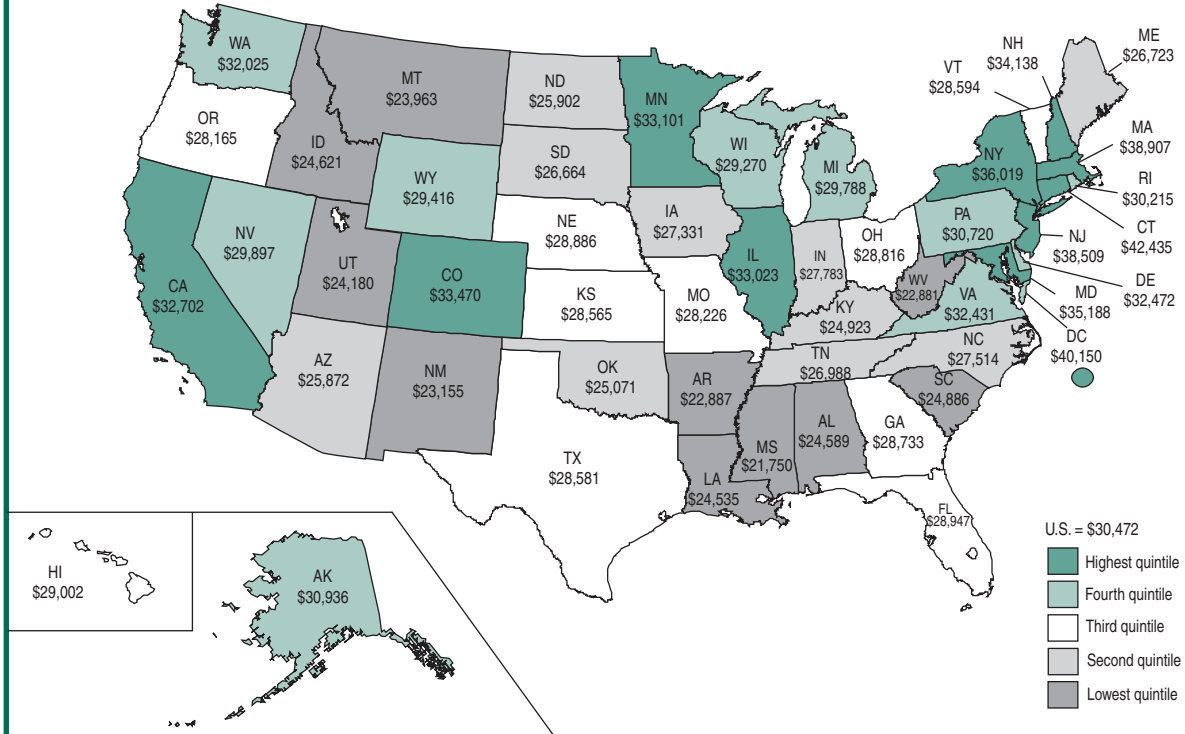 WA
$32,025
MT
$23,963
ND
$25,902
MN
$33,101
NH
$34,138
ME
$26,723
VT
$28,594
OR
$28,165
ID
$24,621
WY
$29,416
SD
$26,664
WI
$29,270
MI
$29,788
NY
$36,019
MA
$38,907
RI
$30,215
CT
$42,435
NJ
$38,509
DE
$32,472
MD
$35,188
DC
$40,150
PA
$30,720
NV
$29,897
UT
$24,180
CO
$33,470
NE
$28,886
IA
$27,331
IL
$33,023
IN
$27,783
OH
$28,816
WV
$22,881
VA
$32,431
CA
$32,702
KS
$28,565
MO
$28,226
KY
$24,923
NC
$27,514
TN
$26,988
AZ
$25,872
NM
$23,155
OK
$25,071
AR
$22,887
SC
$24,886
MS
$21,750
AL
$24,589
GA
$28,733
TX
$28,581
LA
$24,535
FL
$28,947
HI
$29,002
AK
$30,936
U.S. = $30,472
Highest quintile
Fourth quintile
Third quintile
Second quintile
Lowest quintile